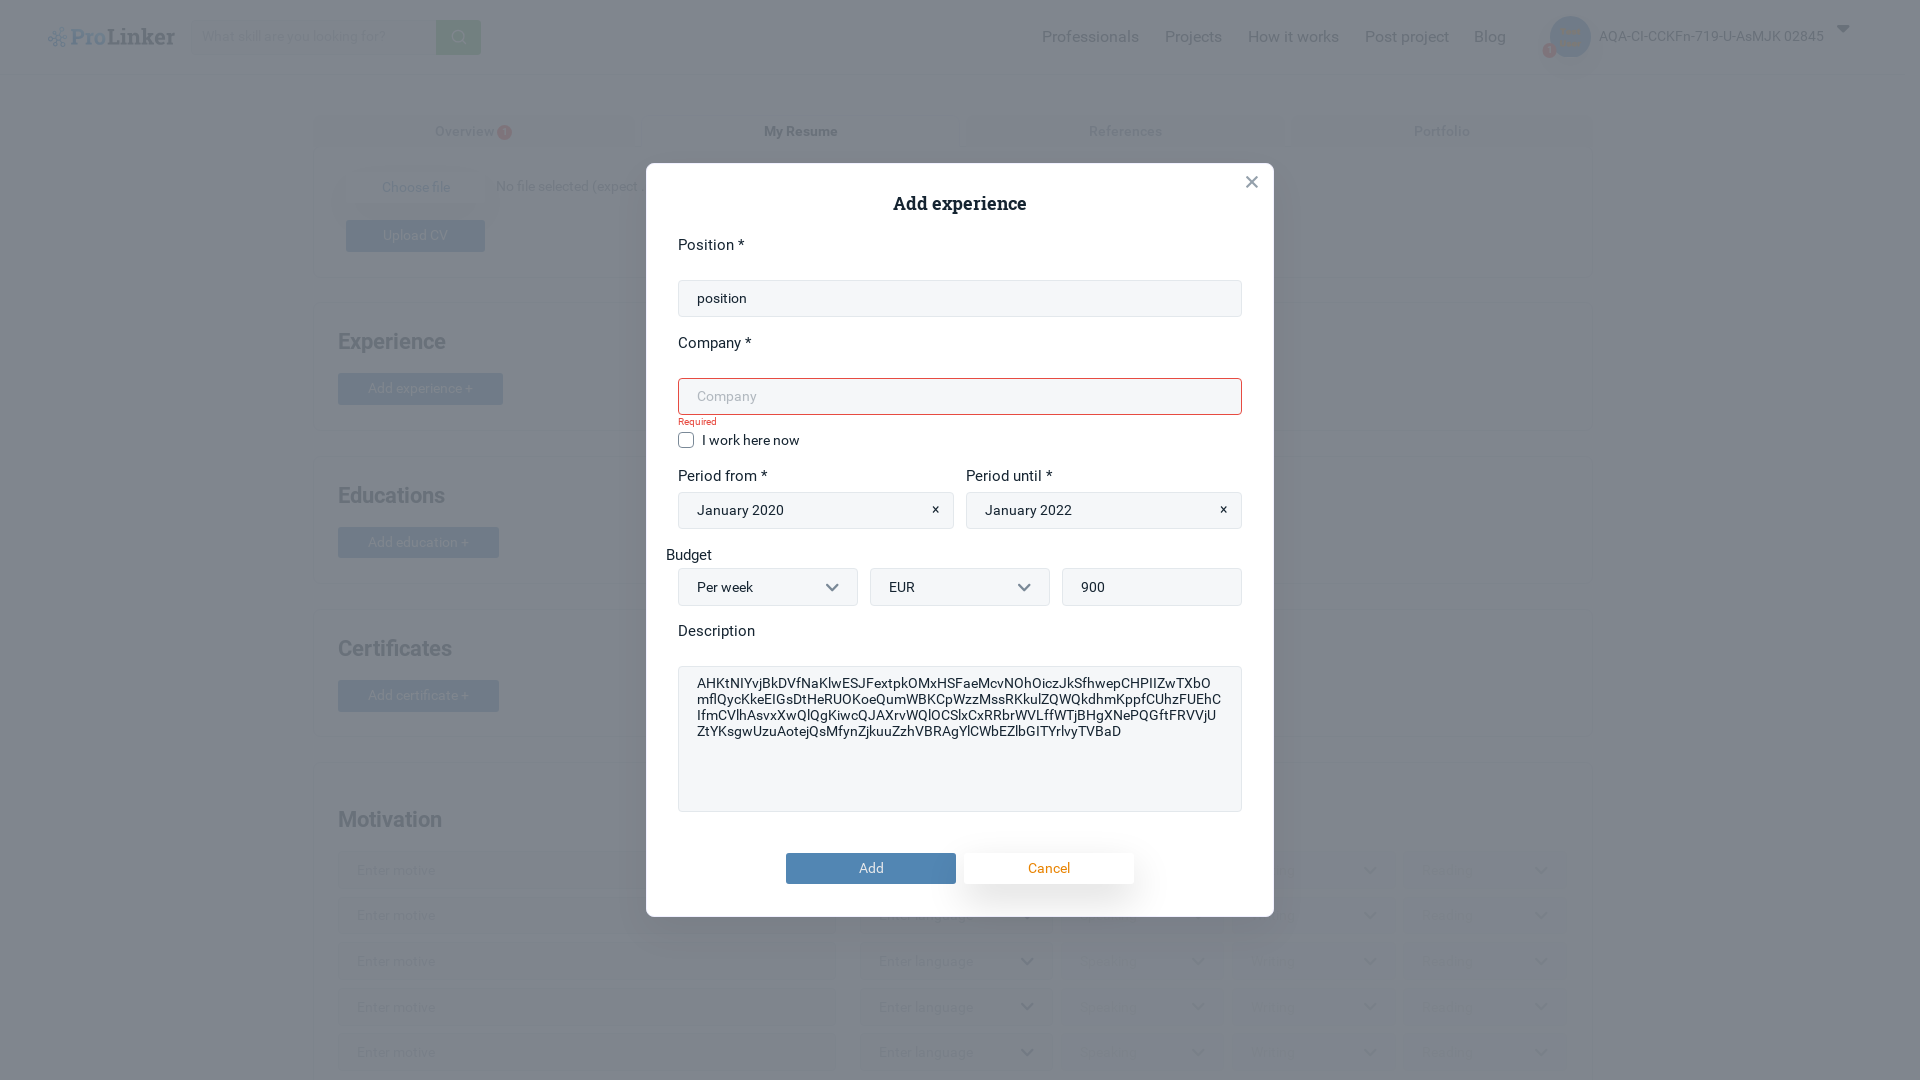 ProLinker
What skill are you looking for?
Professionals
Projects
How it works
Post project
Blog
AQA-CI-CCKFn-719-U-AsMJK 02845
Overview
My Resume
References
Portfolio
Choose file
No file selected (expect
Upload CV
Experience
Add experience +
Educations
Add education +
Certificates
Add certificate +
Motivation
Enter motive
Enter motive
Enter motive
Enter language
Enter motive
Enter language
Enter motive
Enter language
Add experience
Position *
position
Company *
Company
Required
I work here now
Period from *
Period until *
January 2020
×
January 2022
×
Budget
Per week
EUR
900
Description
AHKtNIYvjBkDVfNaKlwESJFextpkOMxHSFaeMcvNOhOiczJkSfhwepCHPIIZwTXbO
mflQycKkeEIGsDtHeRUOKoeQumWBKCpWzzMssRKkulZQWQkdhmKppfCUhzFUEhC
IfmCVlhAsvxXwQlQgKiwcQJAXrvWQlOCSlxCxRRbrWVLffWTjBHgXNePQGftFRVVjU
ZtYKsgwUzuAotejQsMfynZjkuuZzhVBRAgYlCWbEZlbGITYrlvyTVBaD
Add
Cancel